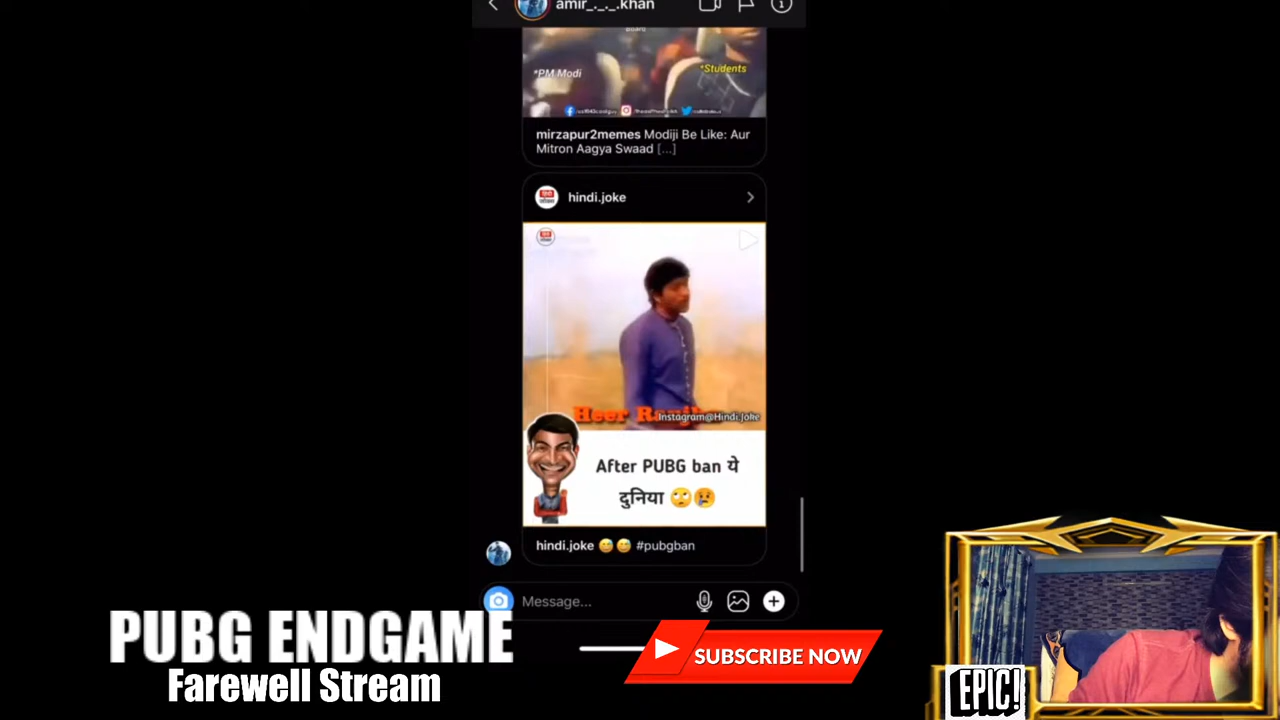 amir_._._.khan
*PM Modi
*Students
mirzapur2memes Modiji Be Like: Aur
Mitron Aagya Swaad [...]
hindi.joke
Instagram@Hindi.Joke
Heer
After PUBG ban ये
दुनिया 🙄😢
hindi.joke 😅😅 #pubgban
Message...
PUBG ENDGAME
Farewell Stream
SUBSCRIBE NOW
EPIC!